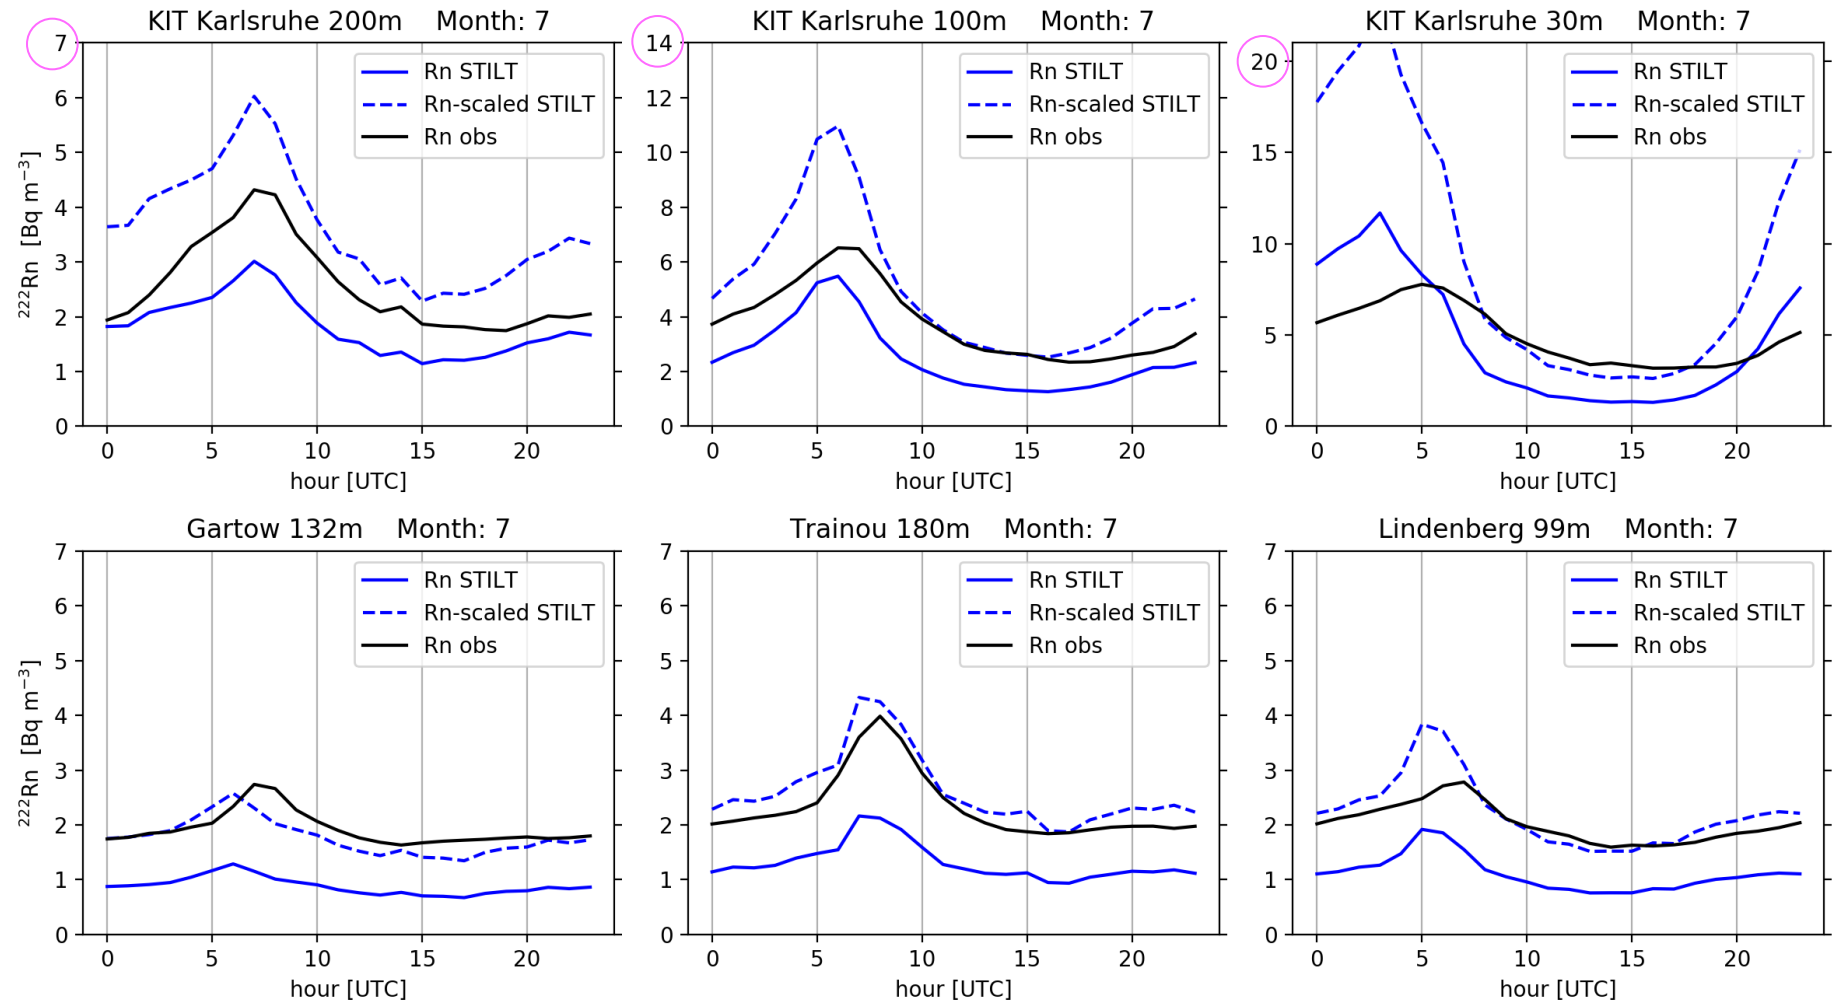 KIT Karlsruhe 200m Month: 7
7
6
5
4
3
2
1
0
222Rn [Bq m−3]
Rn STILT
Rn-scaled STILT
Rn obs
0 5 10 15 20
hour [UTC]
KIT Karlsruhe 100m Month: 7
14
12
10
8
6
4
2
0
Rn STILT
Rn-scaled STILT
Rn obs
0 5 10 15 20
hour [UTC]
KIT Karlsruhe 30m Month: 7
20
15
10
5
0
Rn STILT
Rn-scaled STILT
Rn obs
0 5 10 15 20
hour [UTC]
Gartow 132m Month: 7
7
6
5
4
3
2
1
0
222Rn [Bq m−3]
Rn STILT
Rn-scaled STILT
Rn obs
0 5 10 15 20
hour [UTC]
Trainou 180m Month: 7
7
6
5
4
3
2
1
0
Rn STILT
Rn-scaled STILT
Rn obs
0 5 10 15 20
hour [UTC]
Lindenberg 99m Month: 7
7
6
5
4
3
2
1
0
Rn STILT
Rn-scaled STILT
Rn obs
0 5 10 15 20
hour [UTC]